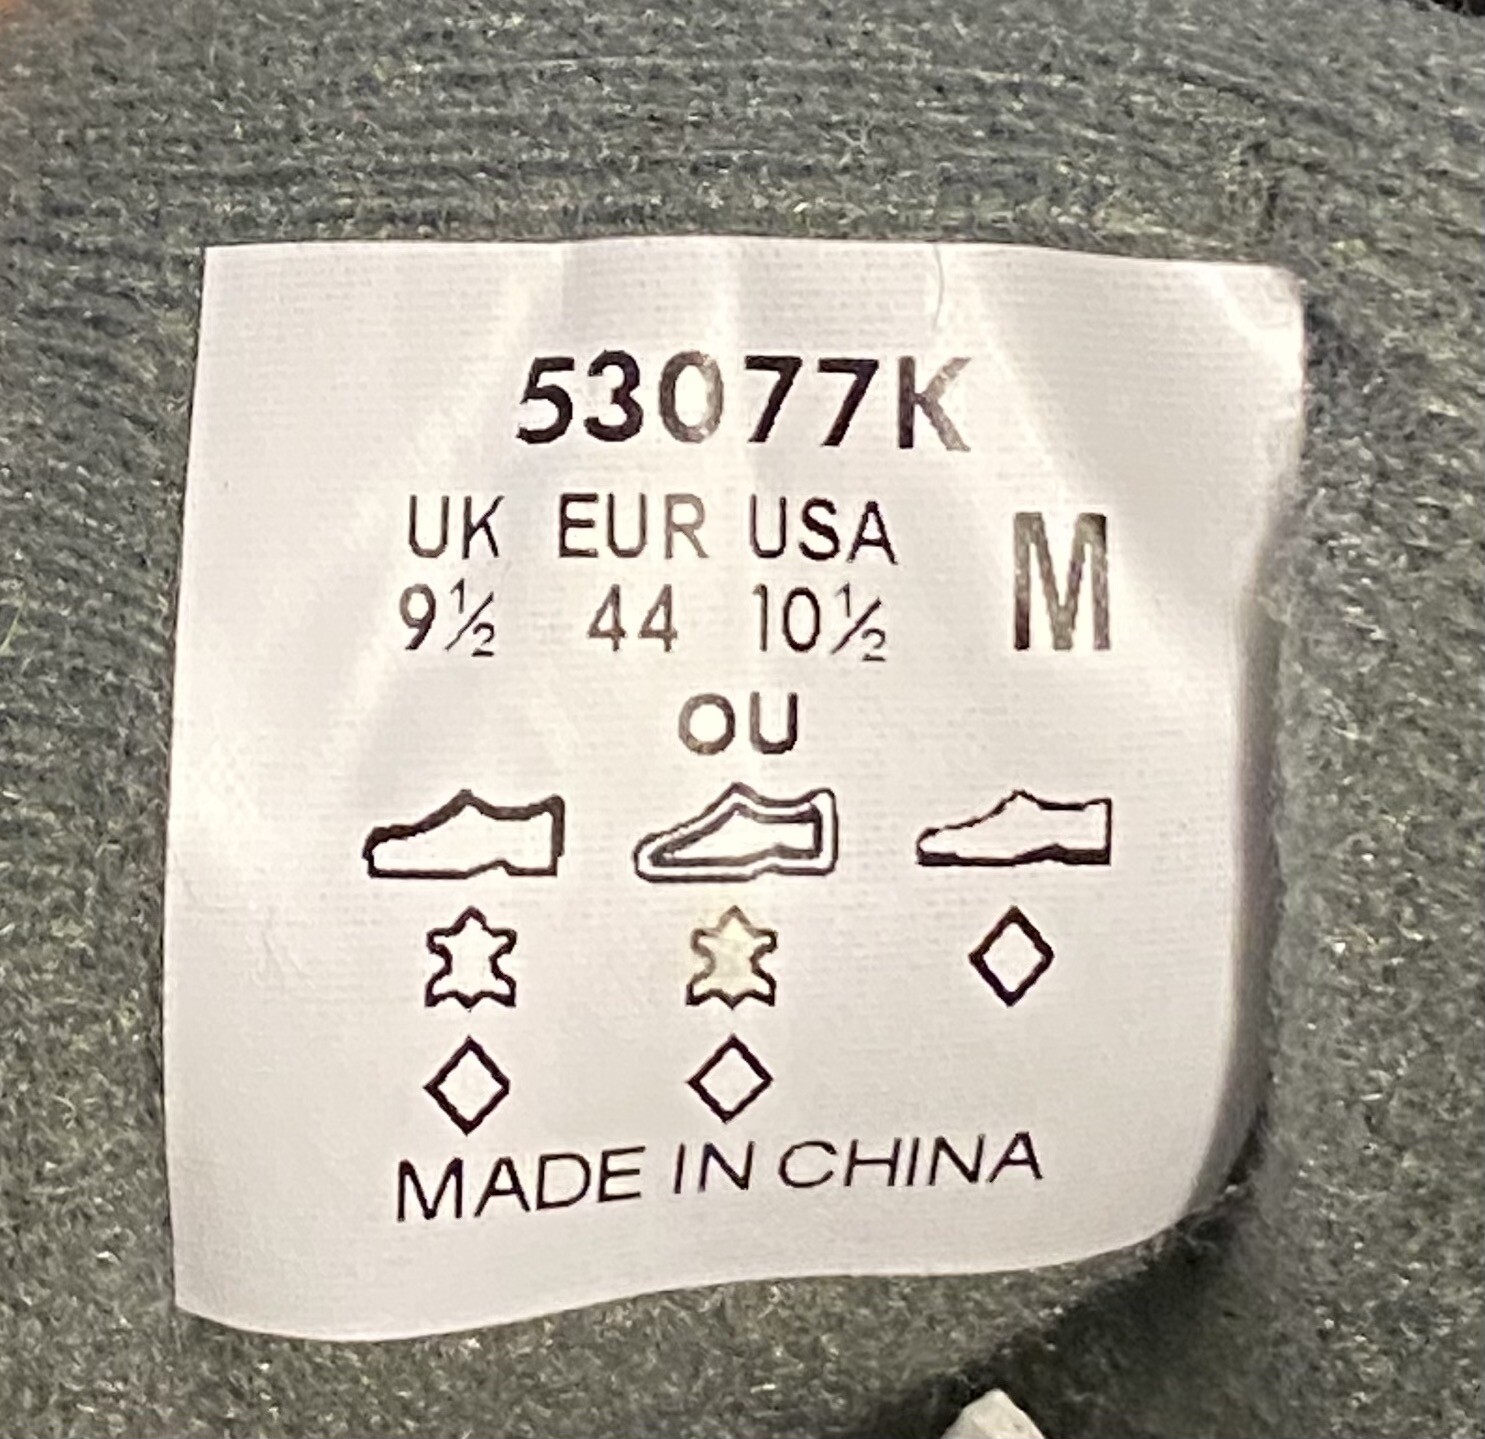 53077K
UK EUR USA M
9½ 44 10½
OU
MADE IN CHINA